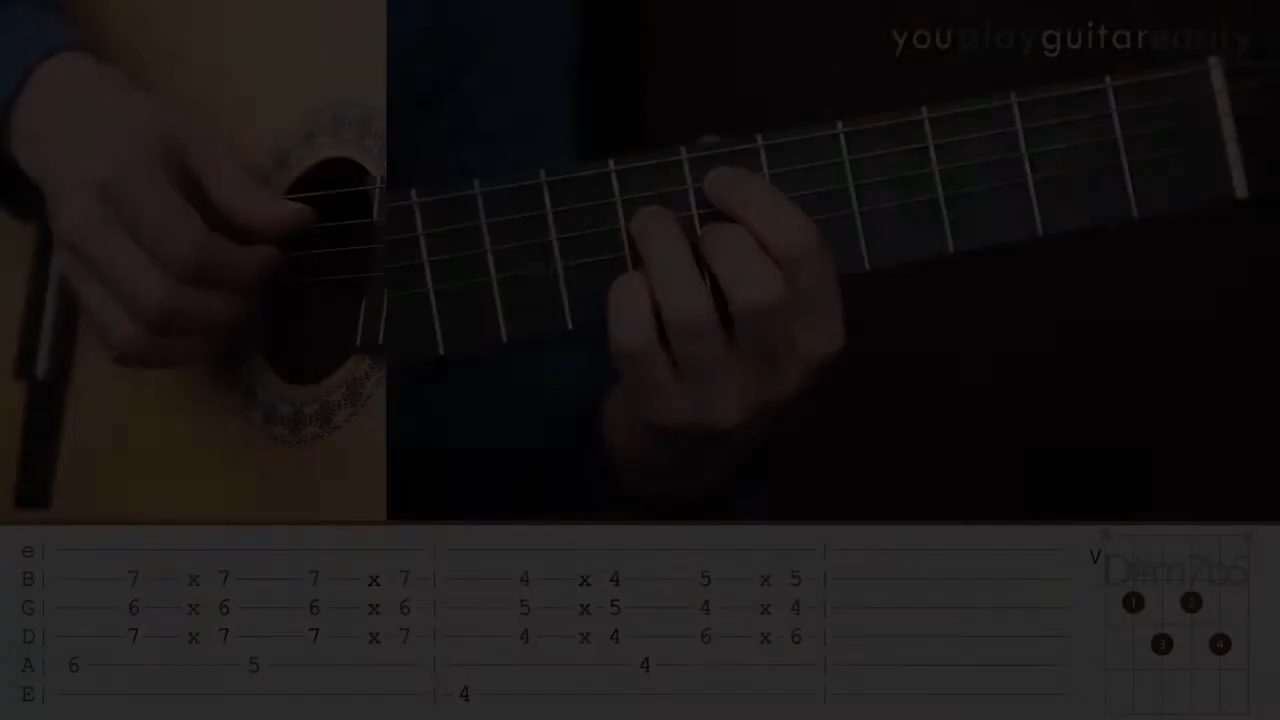 youplayguitareasily
e|
B| 7 x 7 7 x 7 | 4 x 4 5 x 5 |
G| 6 x 6 6 x 6 | 5 x 5 4 x 4 |
D| 7 x 7 7 x 7 | 4 x 4 6 x 6 |
A| 6 5 | 4 |
E| | 4 |
V
D#m7b5
1 2
3 4